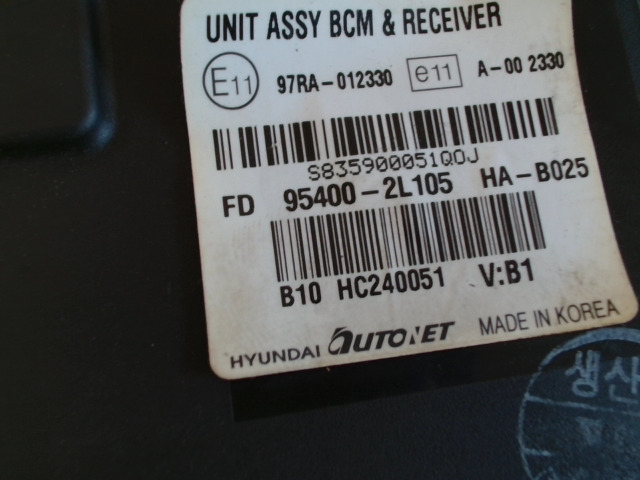 UNIT ASSY BCM & RECEIVER
E11 97RA-012330 e11 A-00 2330
S835900051Q0J
FD 95400-2L105 HA-B025
B10 HC240051 V:B1
HYUNDAI AUTONET MADE IN KOREA
생산